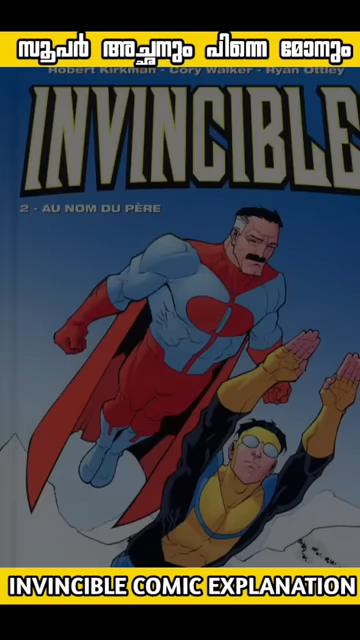 സൂപർ അച്ഛനും പിന്നെ മോനും
Robert Kirkman - Cory Walker - Ryan Ottley
INVINCIBLE
2 - AU NOM DU PÈRE
INVINCIBLE COMIC EXPLANATION